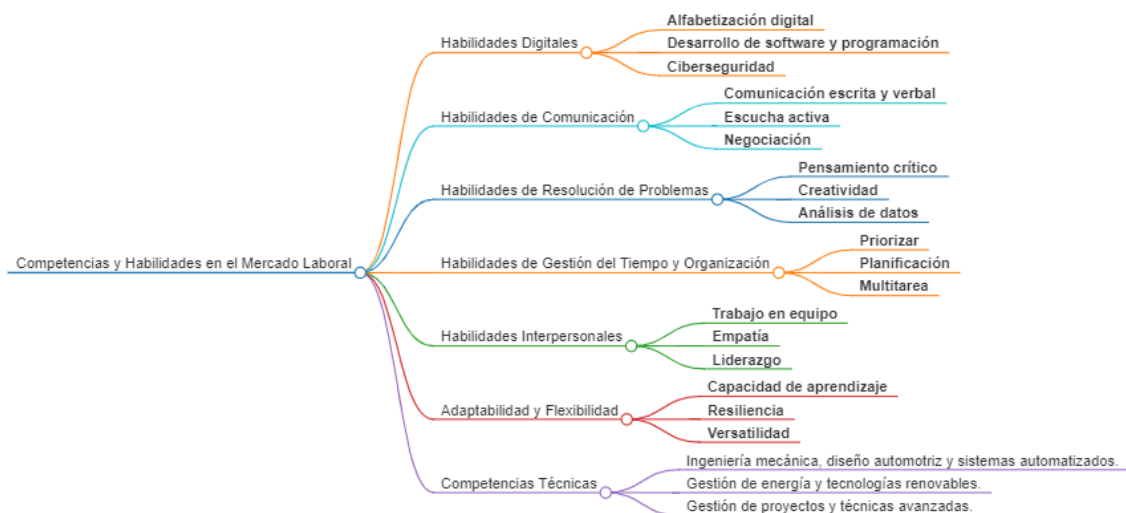 Competencias y Habilidades en el Mercado Laboral
Habilidades Digitales
Alfabetización digital
Desarrollo de software y programación
Ciberseguridad
Habilidades de Comunicación
Comunicación escrita y verbal
Escucha activa
Negociación
Habilidades de Resolución de Problemas
Pensamiento crítico
Creatividad
Análisis de datos
Habilidades de Gestión del Tiempo y Organización
Priorizar
Planificación
Multitarea
Habilidades Interpersonales
Trabajo en equipo
Empatía
Liderazgo
Adaptabilidad y Flexibilidad
Capacidad de aprendizaje
Resiliencia
Versatilidad
Competencias Técnicas
Ingeniería mecánica, diseño automotriz y sistemas automatizados.
Gestión de energía y tecnologías renovables.
Gestión de proyectos y técnicas avanzadas.